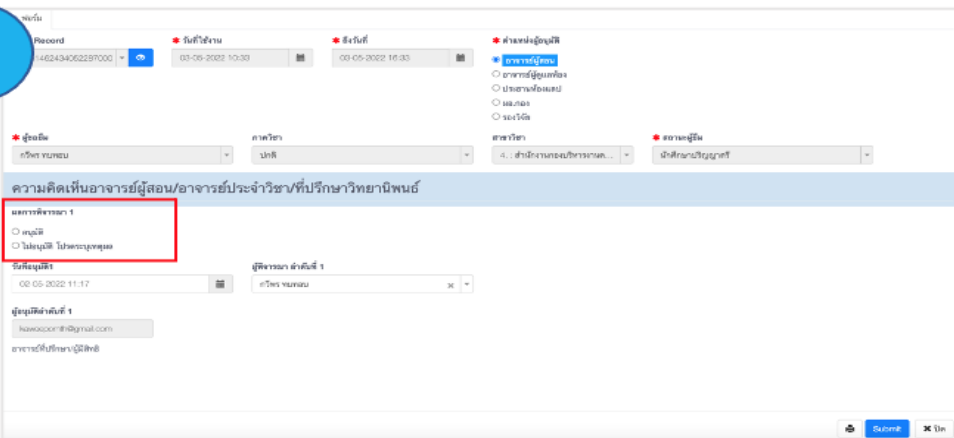 ฟอร์ม
Record
✱ วันที่ใช้งาน
✱ ถึงวันที่
✱ ตำแหน่งผู้อนุมัติ
03-05-2022 10:33
03-05-2022 16:33
อาจารย์ผู้สอน
อาจารย์ผู้ดูแลห้อง
ประธานห้องแลป
ผอ.กอง
รองวิจัย
✱ ผู้ขอยืม
ภาควิชา
สาขาวิชา
✱ สถานะผู้ยืม
ปกติ
นักศึกษาปริญญาตรี
ความคิดเห็นอาจารย์ผู้สอน/อาจารย์ประจำวิชา/ที่ปรึกษาวิทยานิพนธ์
ผลการพิจารณา 1
อนุมัติ
ไม่อนุมัติ โปรดระบุเหตุผล
วันที่อนุมัติ1
ผู้พิจารณา ลำดับที่ 1
02-05-2022 11:17
ผู้อนุมัติลำดับที่ 1
อาจารย์ที่ปรึกษา/ผู้มีสิทธิ
Submit
✖ ปิด